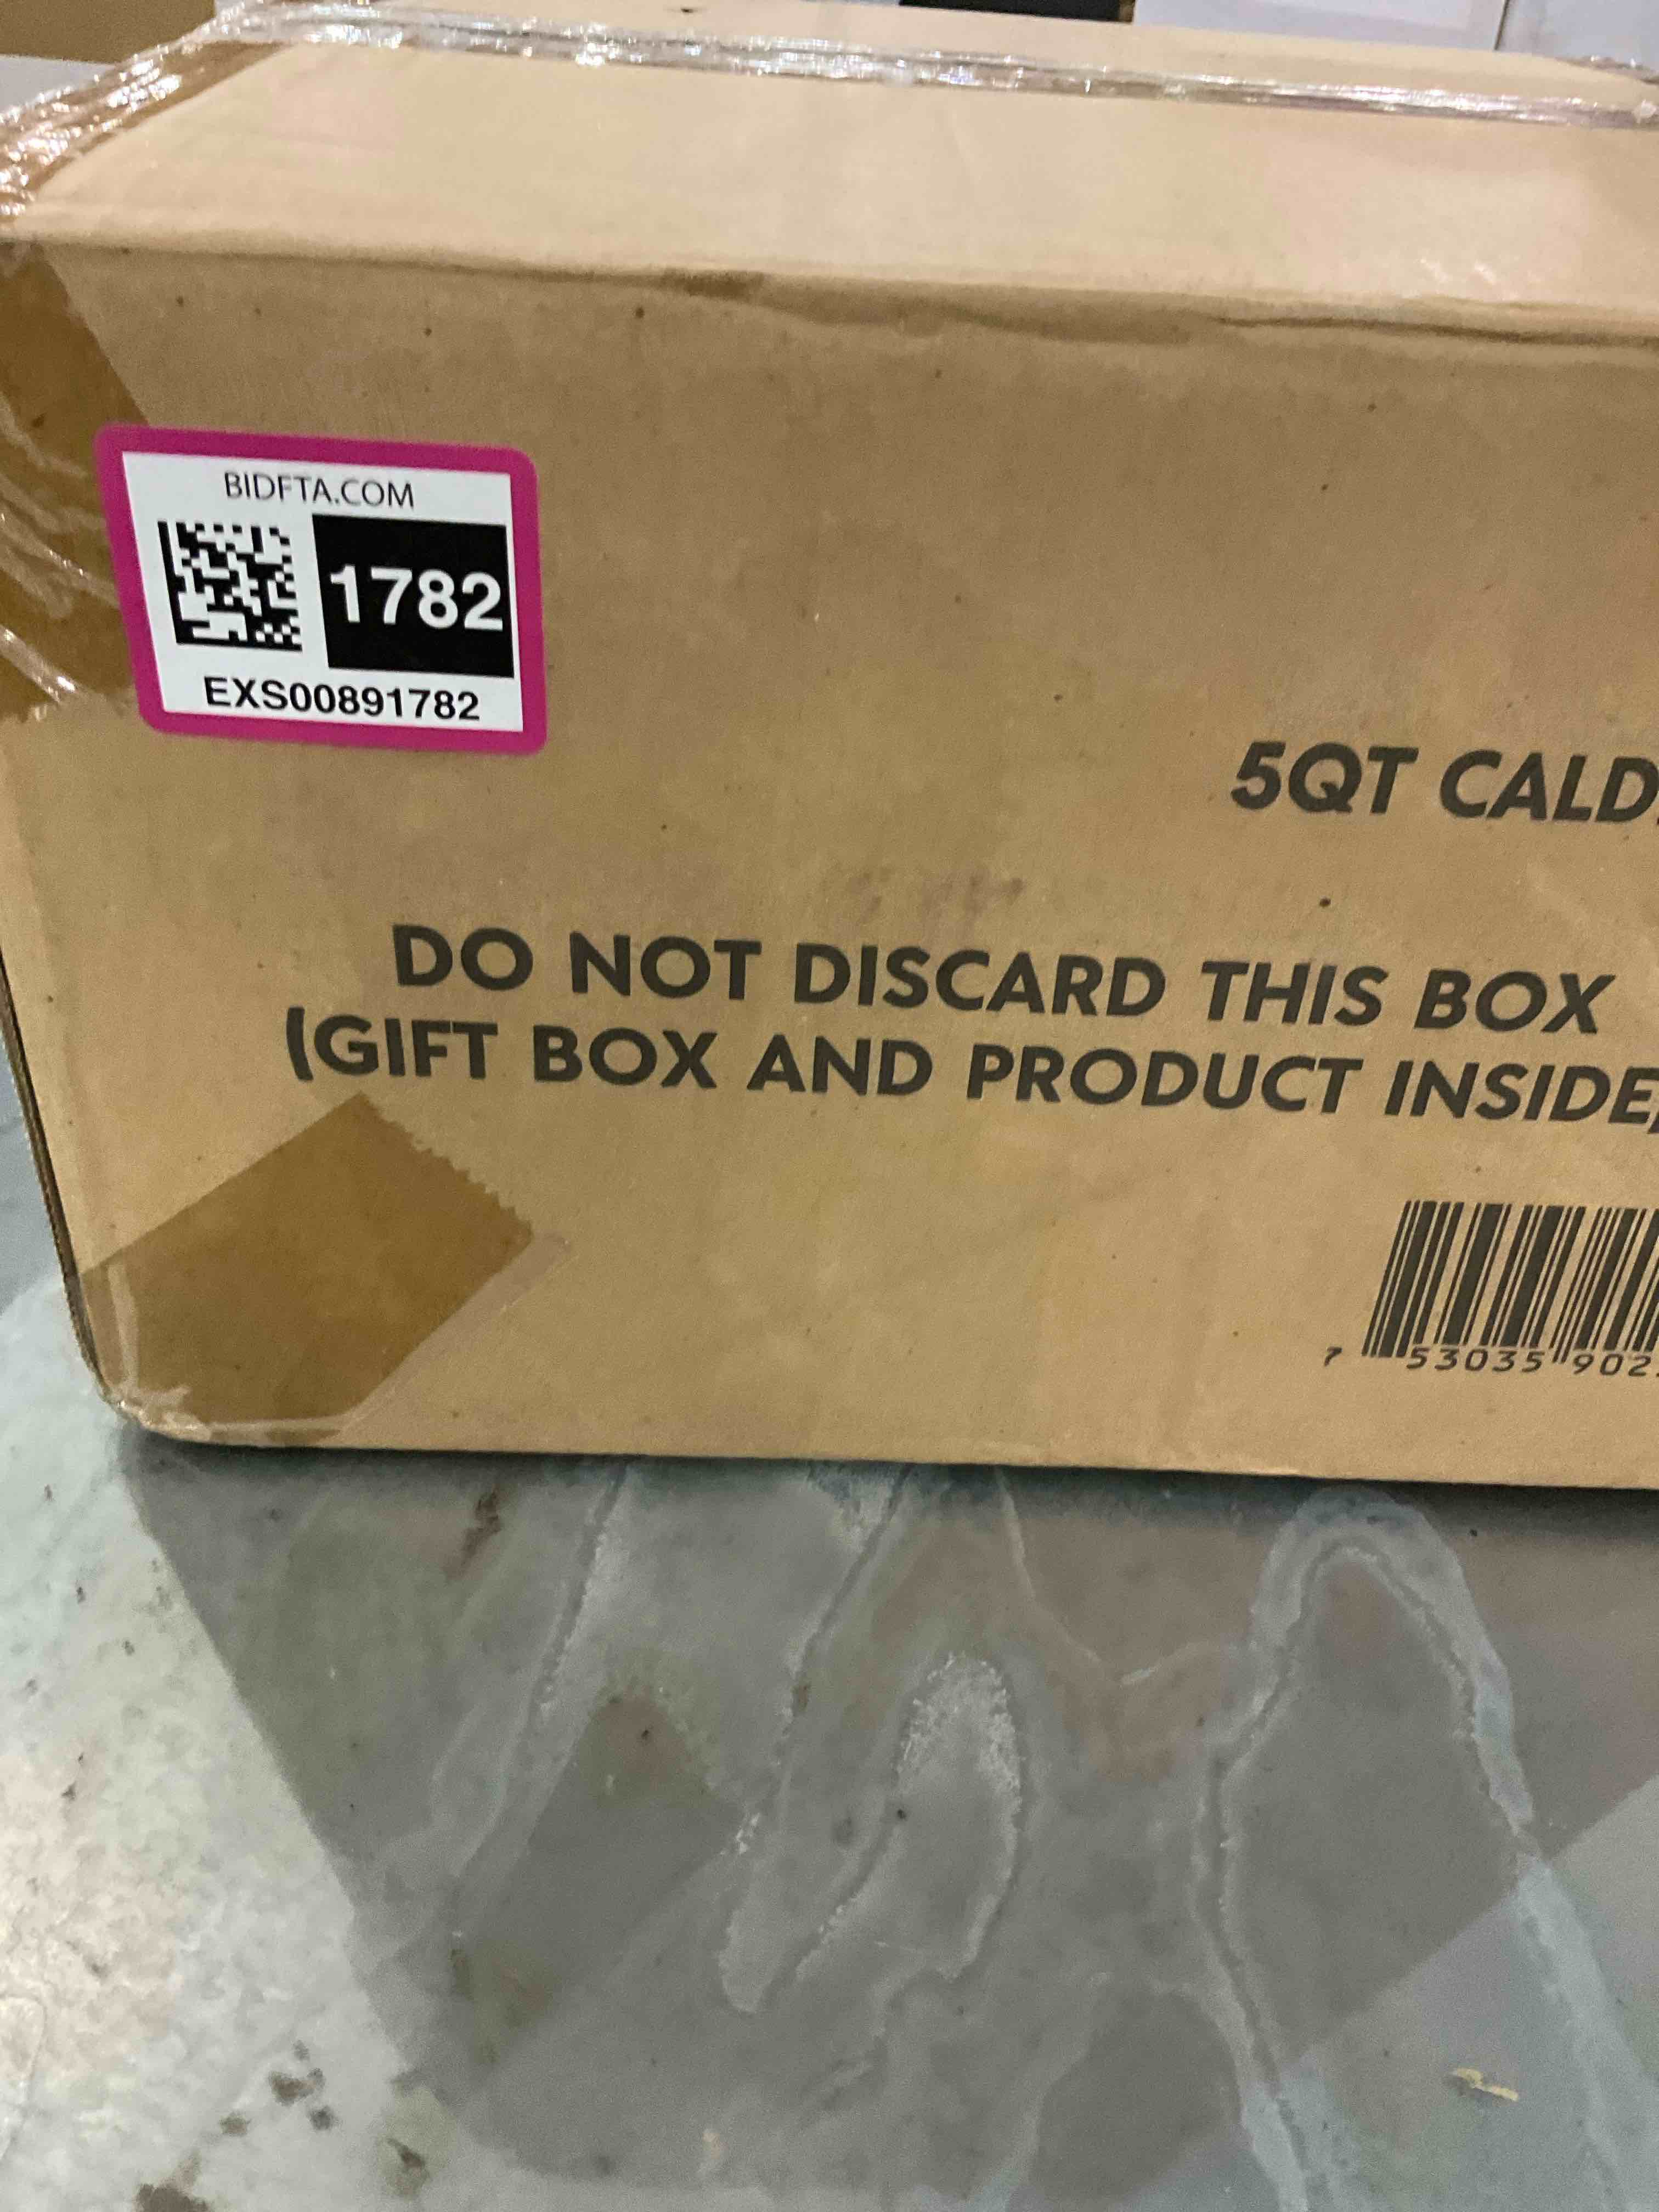 BIDFTA.COM
1782
EXS00891782
5QT CALD
DO NOT DISCARD THIS BOX
(GIFT BOX AND PRODUCT INSIDE)
7 53035 902